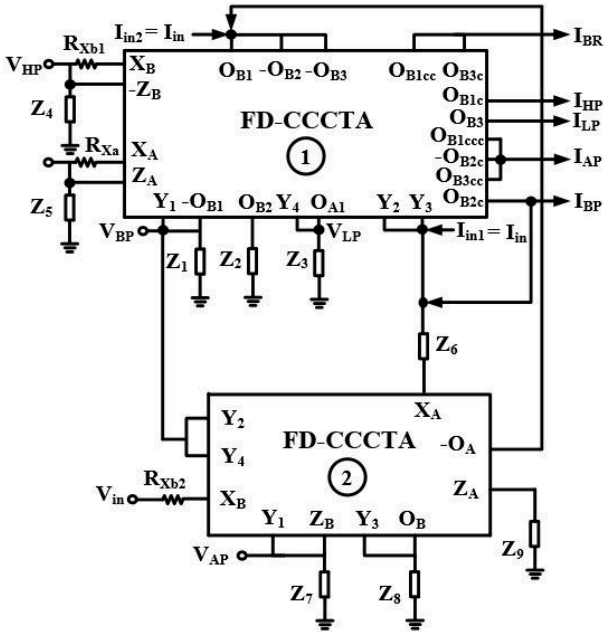 I_in2 = I_in
I_BR
R_Xb1
V_HP
X_B
O_B1 -O_B2 -O_B3
O_B1cc O_B3c
-Z_B
O_B1c
I_HP
Z_4
O_B3
I_LP
FD-CCCTA
O_B1ccc
R_Xa
X_A
1
-O_B2c
I_AP
Z_A
O_B3cc
Z_5
Y_1 -O_B1 O_B2 Y_4 O_A1 Y_2 Y_3
O_B2c
I_BP
V_BP
V_LP
I_in1 = I_in
Z_1 Z_2 Z_3
Z_6
X_A
Y_2
FD-CCCTA
-O_A
Y_4
2
Z_A
V_in
R_Xb2
X_B
Y_1 Z_B Y_3 O_B
Z_9
V_AP
Z_7 Z_8